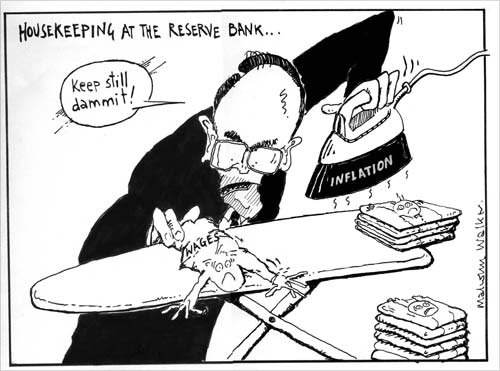 HOUSEKEEPING AT THE RESERVE BANK...
Keep still
dammit!
INFLATION
WAGES
Malcolm Walker